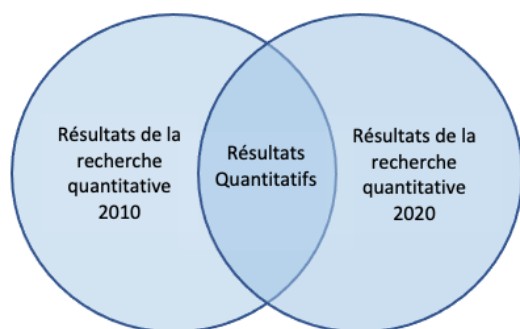 Résultats de la
recherche
quantitative
2010
Résultats
Quantitatifs
Résultats de la
recherche
quantitative
2020